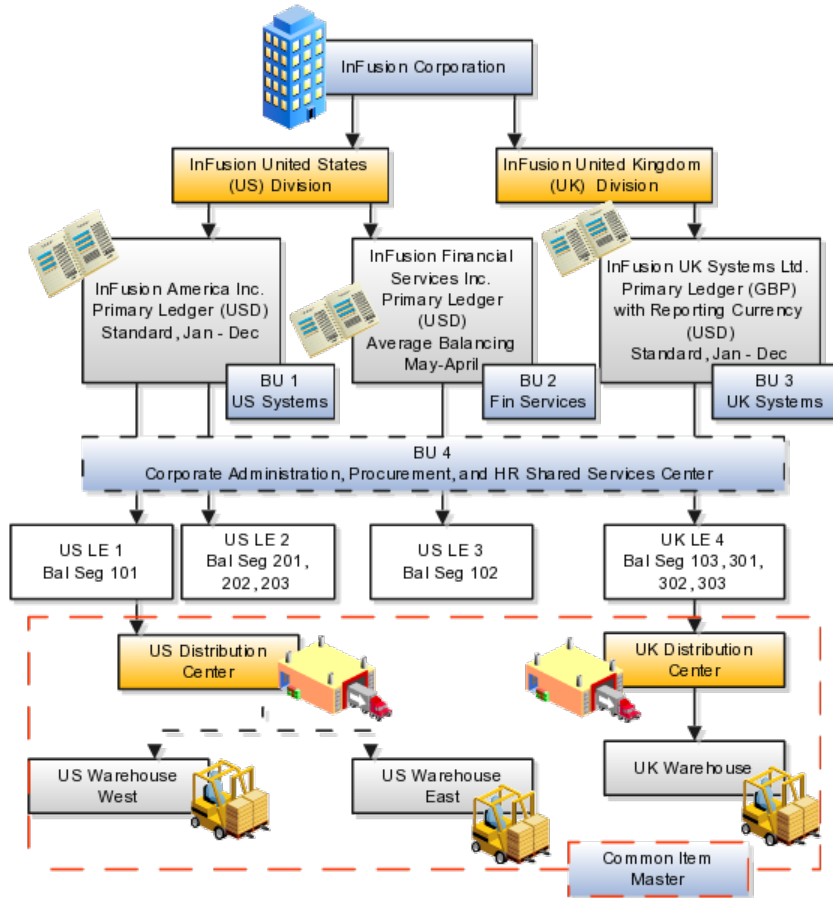 InFusion Corporation
InFusion United States
(US) Division
InFusion United Kingdom
(UK) Division
InFusion America Inc.
Primary Ledger (USD)
Standard, Jan - Dec
InFusion Financial
Services Inc.
Primary Ledger
(USD)
Average Balancing
May-April
InFusion UK Systems Ltd.
Primary Ledger (GBP)
with Reporting Currency
(USD)
Standard, Jan - Dec
BU 1
US Systems
BU 2
Fin Services
BU 3
UK Systems
BU 4
Corporate Administration, Procurement, and HR Shared Services Center
US LE 1
Bal Seg 101
US LE 2
Bal Seg 201,
202, 203
US LE 3
Bal Seg 102
UK LE 4
Bal Seg 103, 301,
302, 303
US Distribution
Center
UK Distribution
Center
US Warehouse
West
US Warehouse
East
UK Warehouse
Common Item
Master